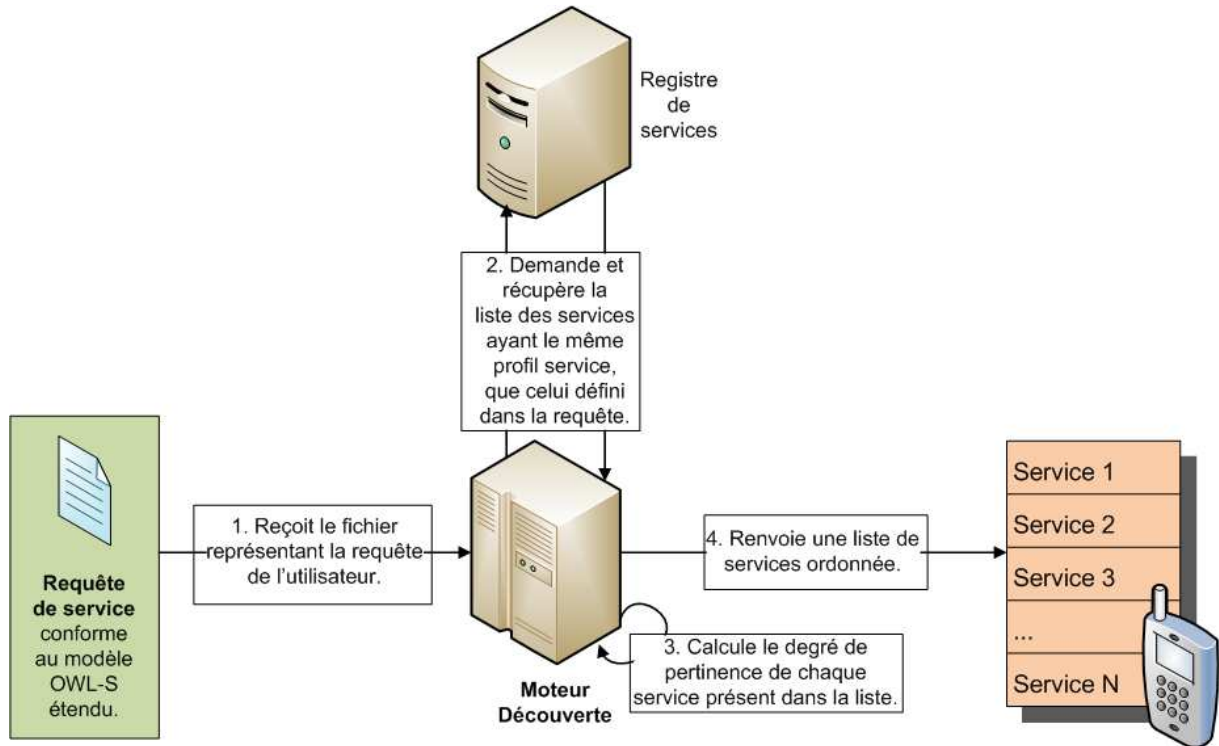 Registre
de
services
2. Demande et
récupère la
liste des services
ayant le même
profil service,
que celui défini
dans la requête.
Requête
de service
conforme
au modèle
OWL-S
étendu.
1. Reçoit le fichier
représentant la requête
de l'utilisateur.
Moteur
Découverte
3. Calcule le degré de
pertinence de chaque
service présent dans la liste.
4. Renvoie une liste de
services ordonnée.
Service 1
Service 2
Service 3
...
Service N